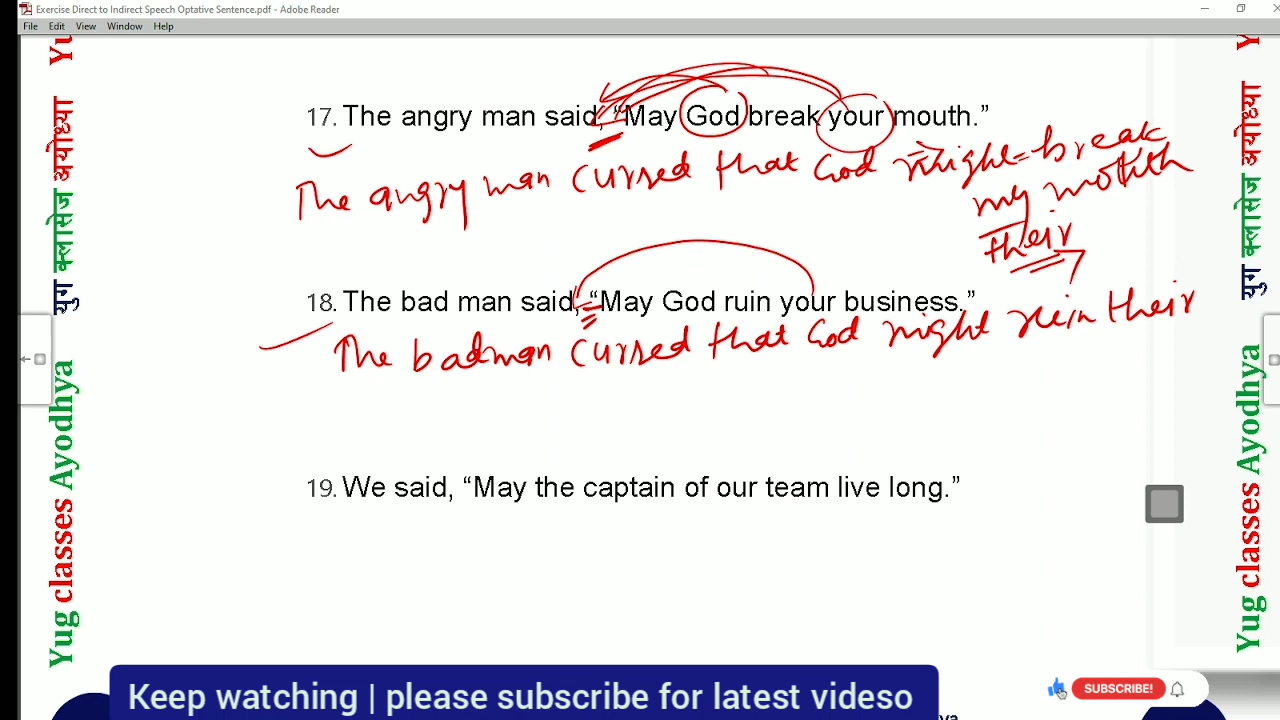 Exercise Direct to Indirect Speech Optative Sentence.pdf - Adobe Reader
File Edit View Window Help
17. The angry man said, “May God break your mouth.”
The angry man cursed that God might break
my mouth
their
18. The bad man said, “May God ruin your business.”
The badman cursed that God might ruin their
19. We said, “May the captain of our team live long.”
Yug classes Ayodhya
युग क्लासेज अयोध्या
Yug classes Ayodhya
युग क्लासेज अयोध्या
Keep watching | please subscribe for latest videso
SUBSCRIBE!